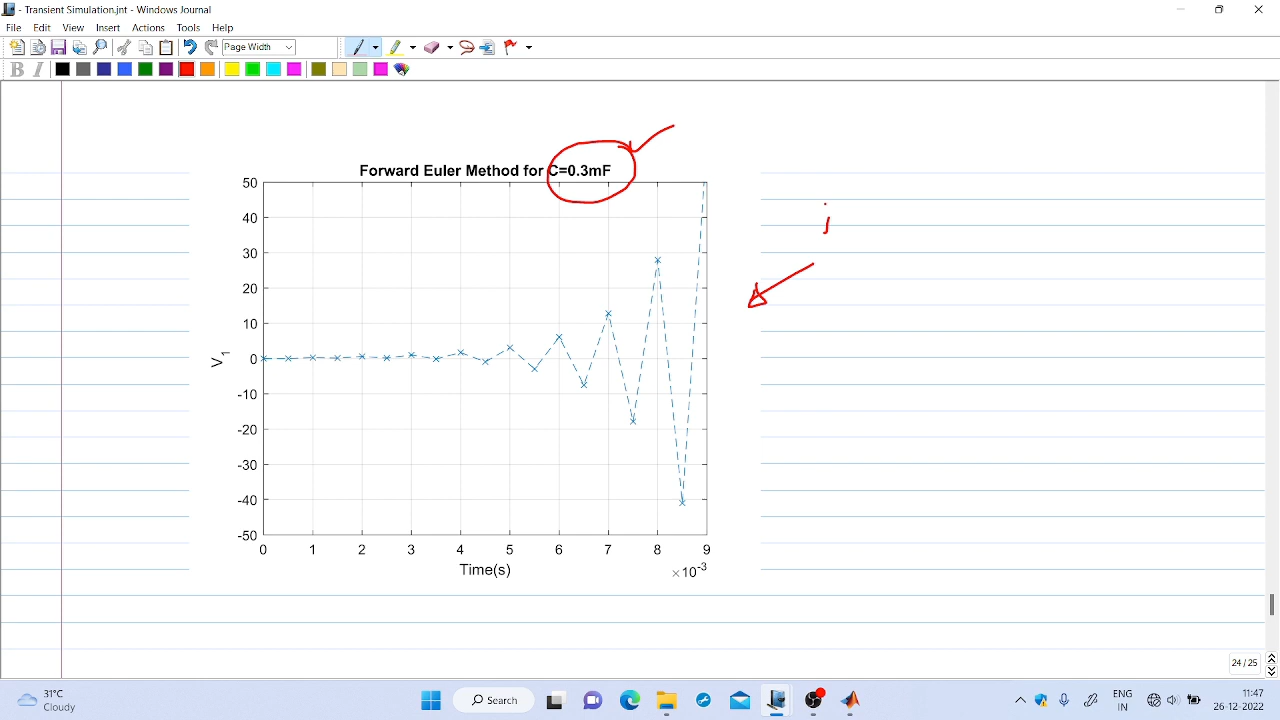 Transient Simulation.jnt - Windows Journal
File Edit View Insert Actions Tools Help
Page Width
B I
Forward Euler Method for C=0.3mF
50
40
30
20
10
0
-10
-20
-30
-40
-50
V1
0 1 2 3 4 5 6 7 8 9
Time(s)
×10-3
i
24 / 25
31°C
Cloudy
Search
ENG
IN
11:47
26-12-2022